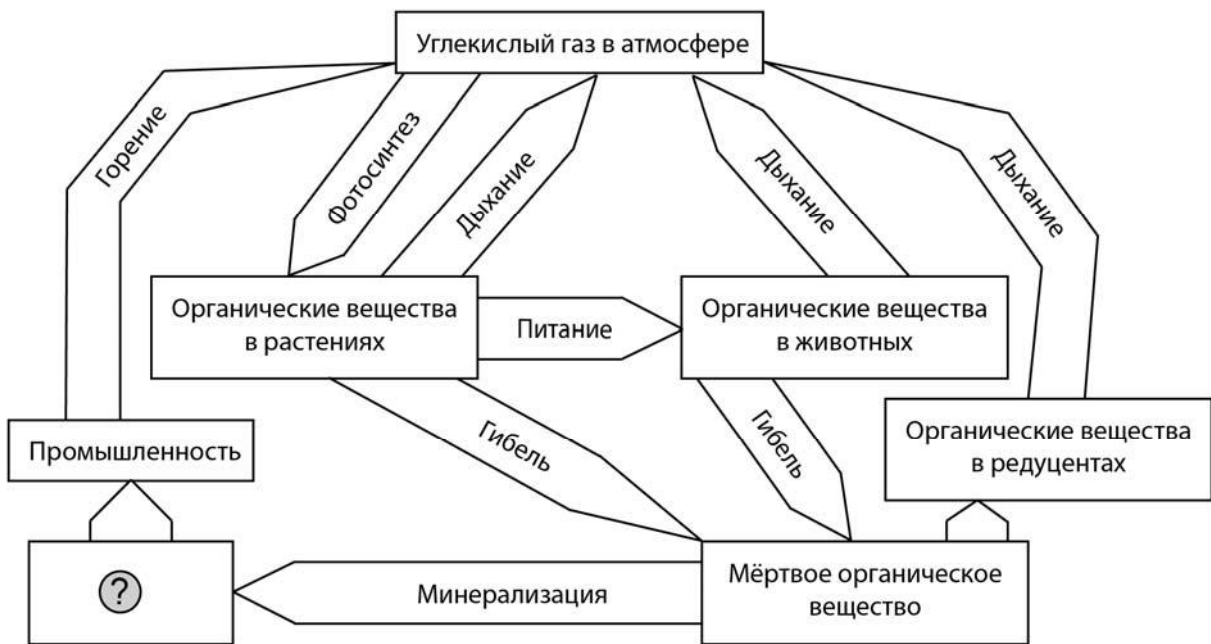 Углекислый газ в атмосфере
Горение
Фотосинтез
Дыхание
Дыхание
Дыхание
Органические вещества
в растениях
Питание
Органические вещества
в животных
Промышленность
Гибель
Гибель
Органические вещества
в редуцентах
?
Минерализация
Мёртвое органическое
вещество